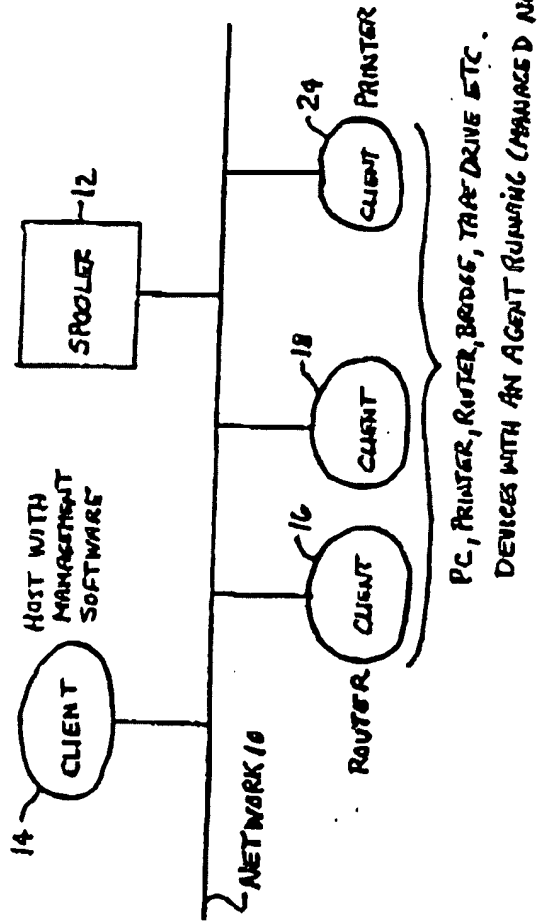 HOST WITH
MANAGEMENT
SOFTWARE
14
CLIENT
SPOOLER
12
NETWORK 10
16
CLIENT
ROUTER
18
CLIENT
24
CLIENT
PRINTER
PC, PRINTER, ROUTER, BRIDGE, TAPE DRIVE ETC.
DEVICES WITH AN AGENT RUNNING (MANAGED